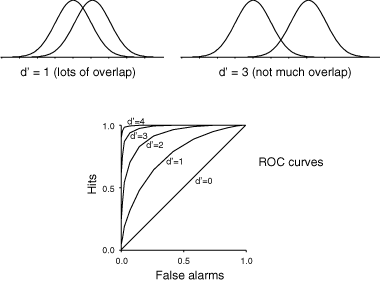 d' = 1 (lots of overlap)
d' = 3 (not much overlap)
d'=4
1.0
d'=3
d'=2
d'=1
ROC curves
d'=0
Hits
0.5
0.0
0.0
0.5
1.0
False alarms